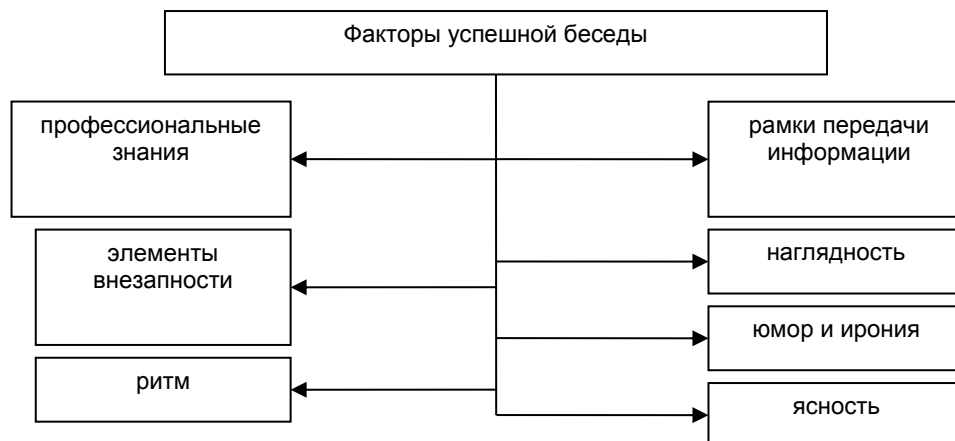 Факторы успешной беседы
профессиональные
знания
рамки передачи
информации
элементы
внезапности
наглядность
юмор и ирония
ритм
ясность